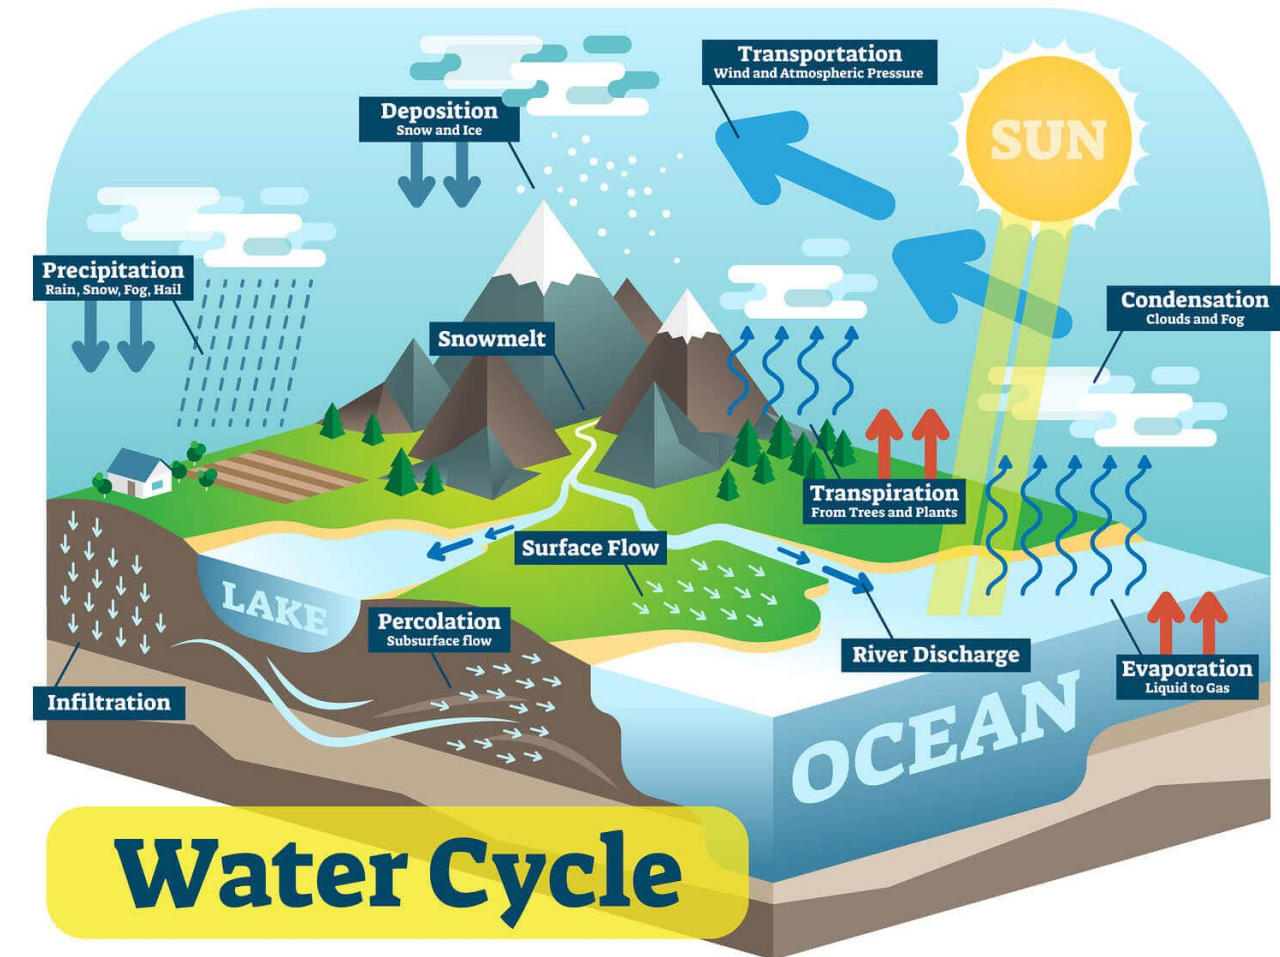 Transportation
Wind and Atmospheric Pressure
Deposition
Snow and Ice
SUN
Precipitation
Rain, Snow, Fog, Hail
Condensation
Clouds and Fog
Snowmelt
Transpiration
From Trees and Plants
Surface Flow
LAKE
Percolation
Subsurface flow
River Discharge
Evaporation
Liquid to Gas
Infiltration
OCEAN
Water Cycle